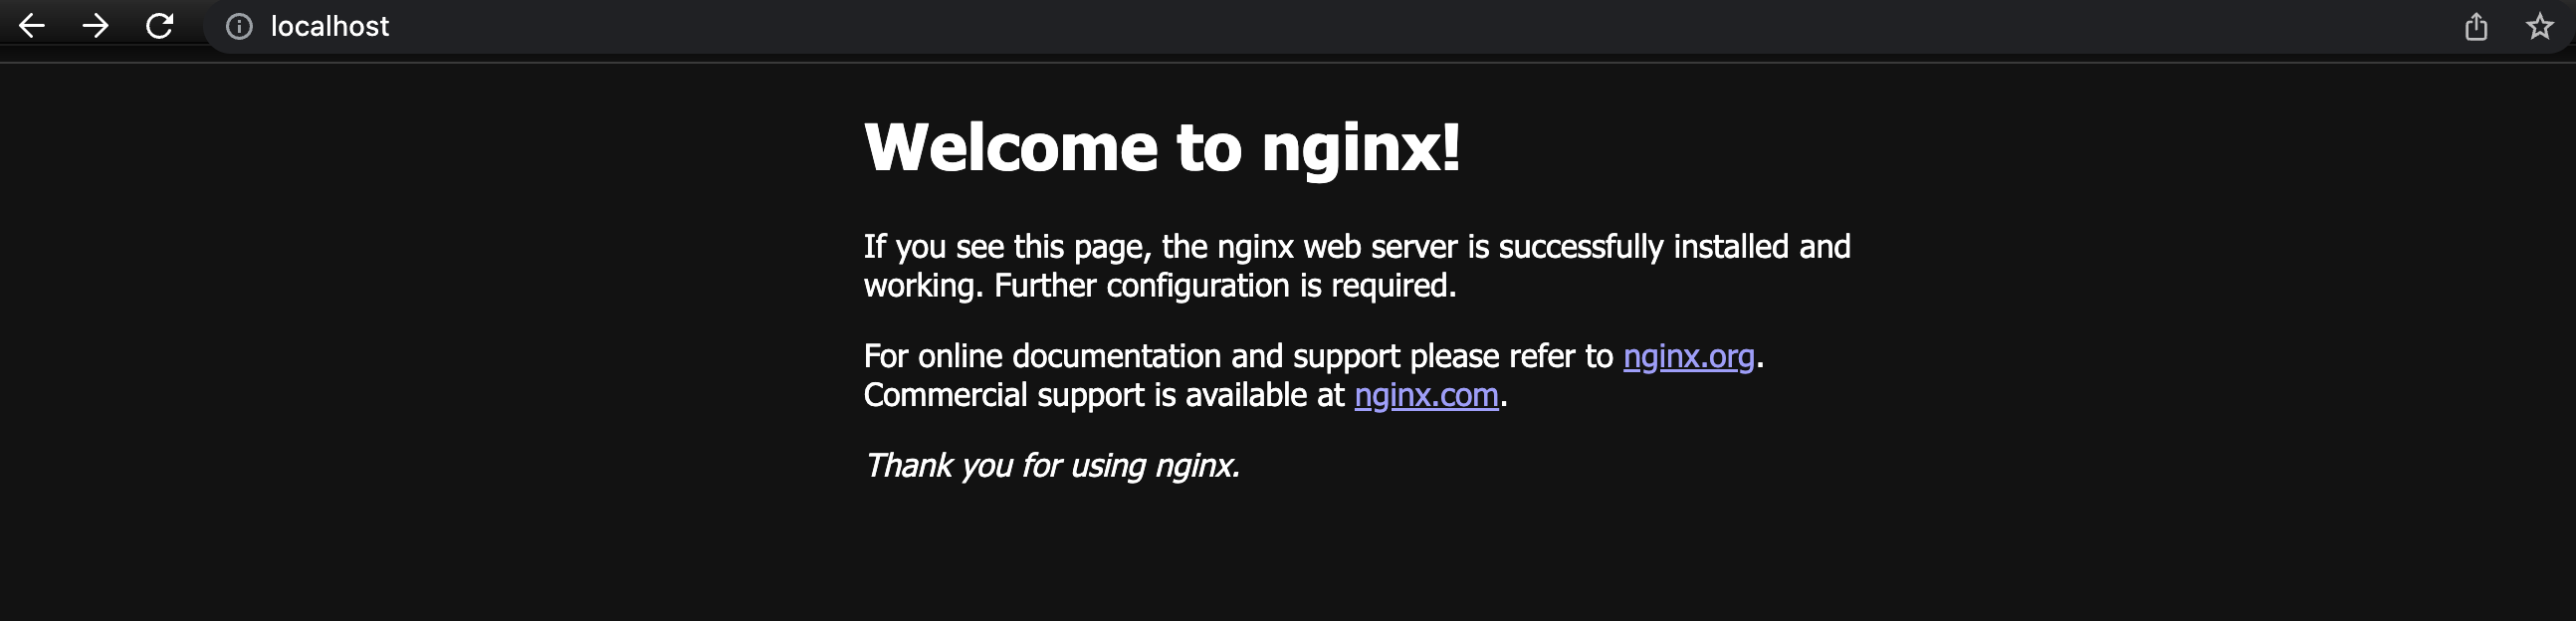 localhost
Welcome to nginx!
If you see this page, the nginx web server is successfully installed and
working. Further configuration is required.
For online documentation and support please refer to nginx.org.
Commercial support is available at nginx.com.
Thank you for using nginx.